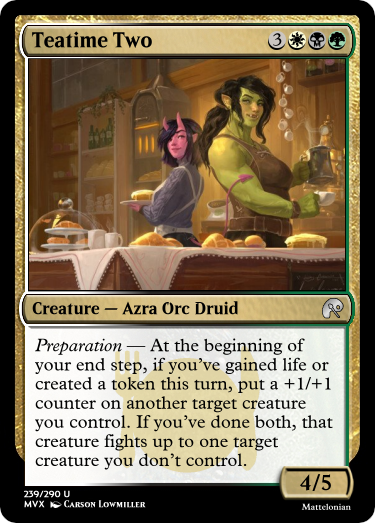 Teatime Two 3
Creature — Azra Orc Druid
Preparation — At the beginning of
your end step, if you've gained life or
created a token this turn, put a +1/+1
counter on another target creature
you control. If you've done both, that
creature fights up to one target
creature you don't control.
4/5
239/290 U
MVX Carson Lowmiller
Mattelonian